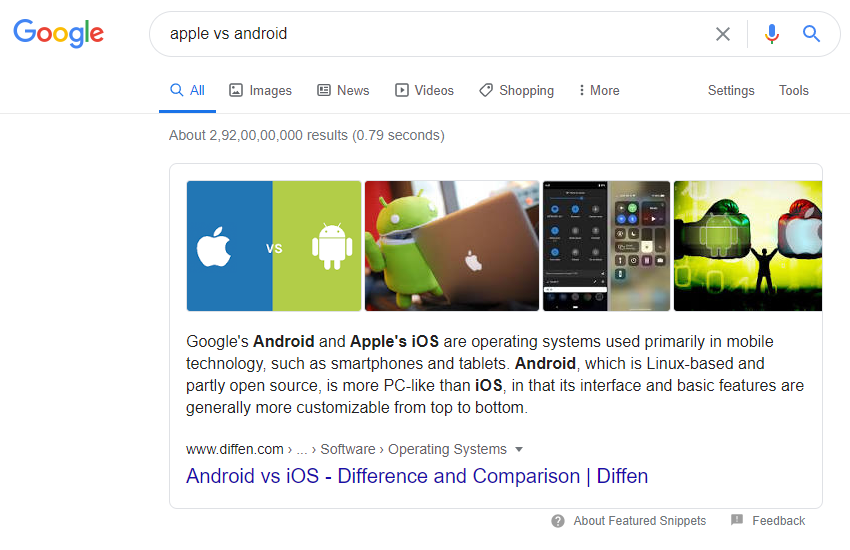 Google
apple vs android
All Images News Videos Shopping More Settings Tools
About 2,92,00,00,000 results (0.79 seconds)
VS
Google's Android and Apple's iOS are operating systems used primarily in mobile
technology, such as smartphones and tablets. Android, which is Linux-based and
partly open source, is more PC-like than iOS, in that its interface and basic features are
generally more customizable from top to bottom.
www.diffen.com › ... › Software › Operating Systems
Android vs iOS - Difference and Comparison | Diffen
About Featured Snippets Feedback